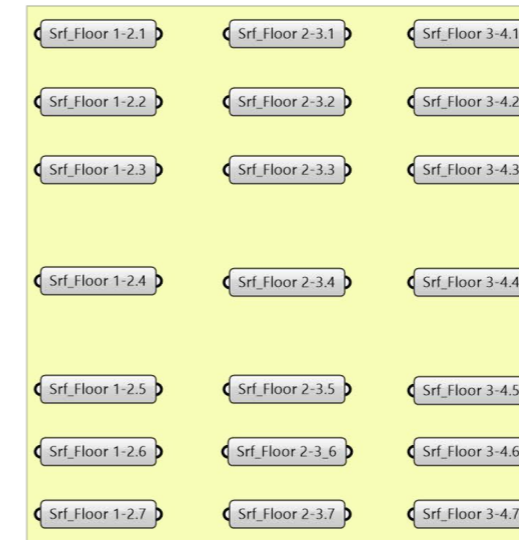 Srf_Floor 1-2.1 Srf_Floor 2-3.1 Srf_Floor 3-4.1
Srf_Floor 1-2.2 Srf_Floor 2-3.2 Srf_Floor 3-4.2
Srf_Floor 1-2.3 Srf_Floor 2-3.3 Srf_Floor 3-4.3
Srf_Floor 1-2.4 Srf_Floor 2-3.4 Srf_Floor 3-4.4
Srf_Floor 1-2.5 Srf_Floor 2-3.5 Srf_Floor 3-4.5
Srf_Floor 1-2.6 Srf_Floor 2-3_6 Srf_Floor 3-4.6
Srf_Floor 1-2.7 Srf_Floor 2-3.7 Srf_Floor 3-4.7